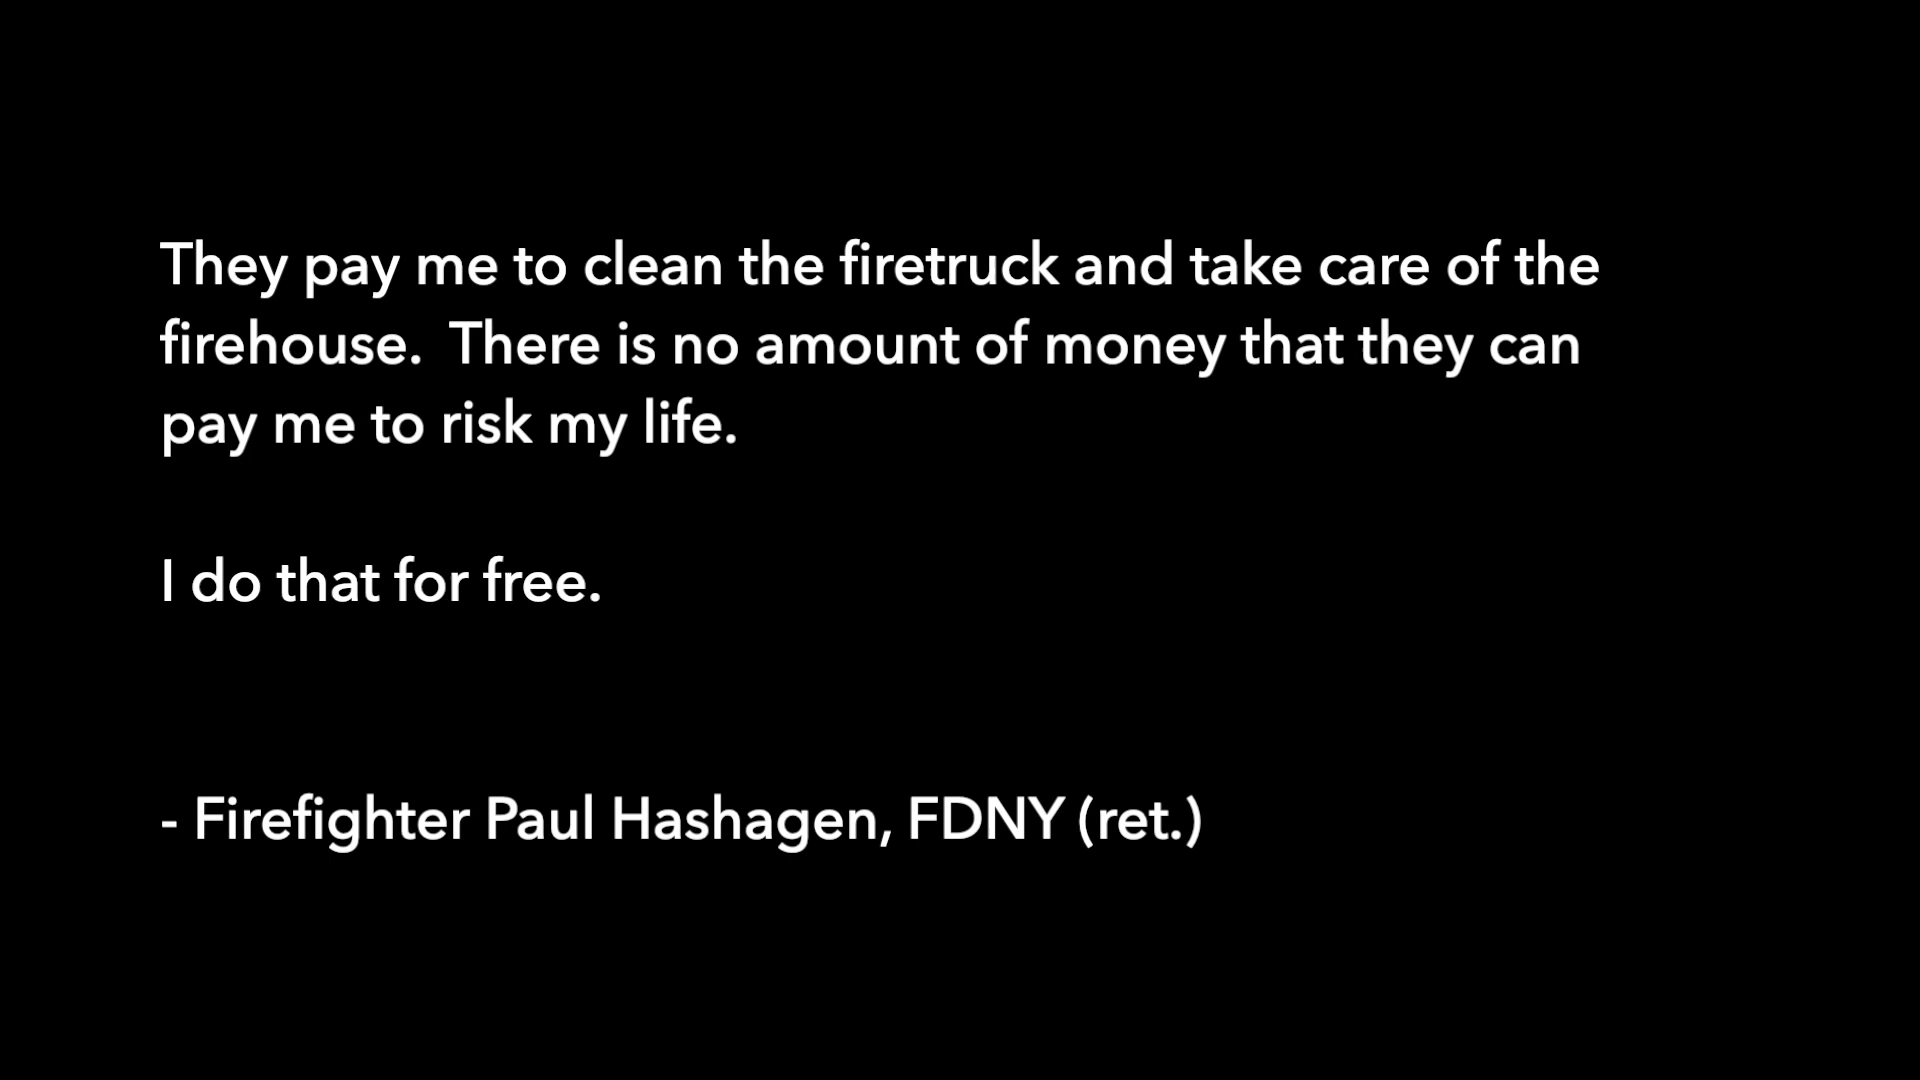 They pay me to clean the firetruck and take care of the
firehouse.  There is no amount of money that they can
pay me to risk my life.
I do that for free.
- Firefighter Paul Hashagen, FDNY (ret.)